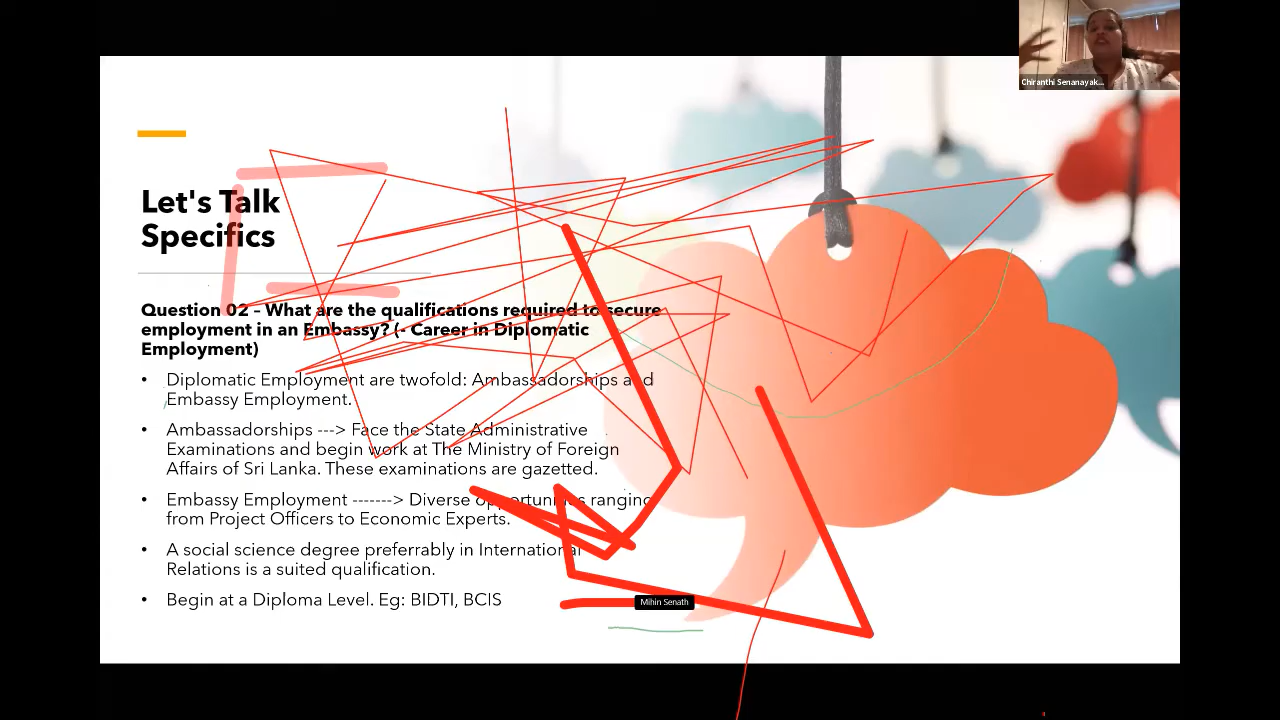 Chiranthi Senanayak...
Let's Talk
Specifics
Question 02 – What are the qualifications required to secure
employment in an Embassy? (- Career in Diplomatic
Employment)
• Diplomatic Employment are twofold: Ambassadorships and
Embassy Employment.
• Ambassadorships ---> Face the State Administrative
Examinations and begin work at The Ministry of Foreign
Affairs of Sri Lanka. These examinations are gazetted.
• Embassy Employment -------> Diverse opportunities ranging
from Project Officers to Economic Experts.
• A social science degree preferrably in International
Relations is a suited qualification.
• Begin at a Diploma Level. Eg: BIDTI, BCIS
Mihin Senath